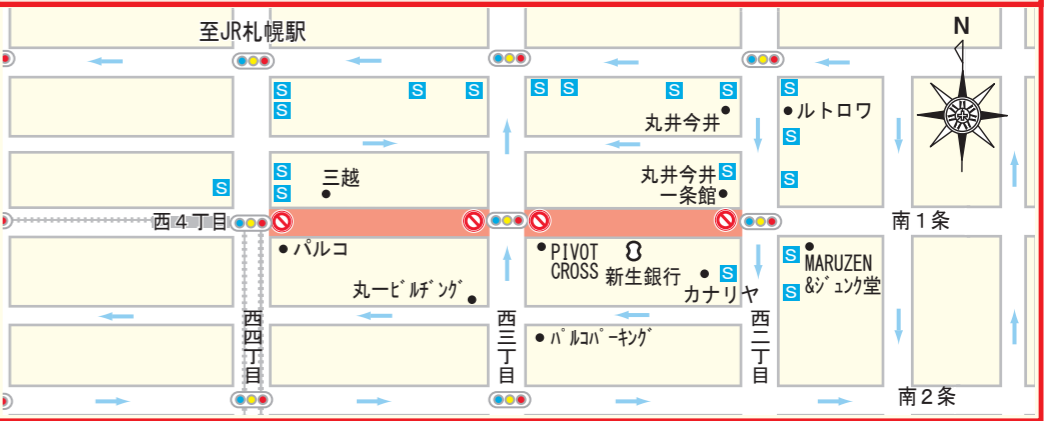 至JR札幌駅
N
S
S
S
S
S
S
S
S
S
丸井今井
ルトロワ
S
S
S
S
S
三越
丸井今井
一条館
S
S
西4丁目
南1条
パルコ
PIVOT
CROSS
新生銀行
カナリヤ
S
S
MARUZEN
&ジュンク堂
S
丸一ビルヂング
西四丁目
西三丁目
パルコパーキング
西二丁目
南2条